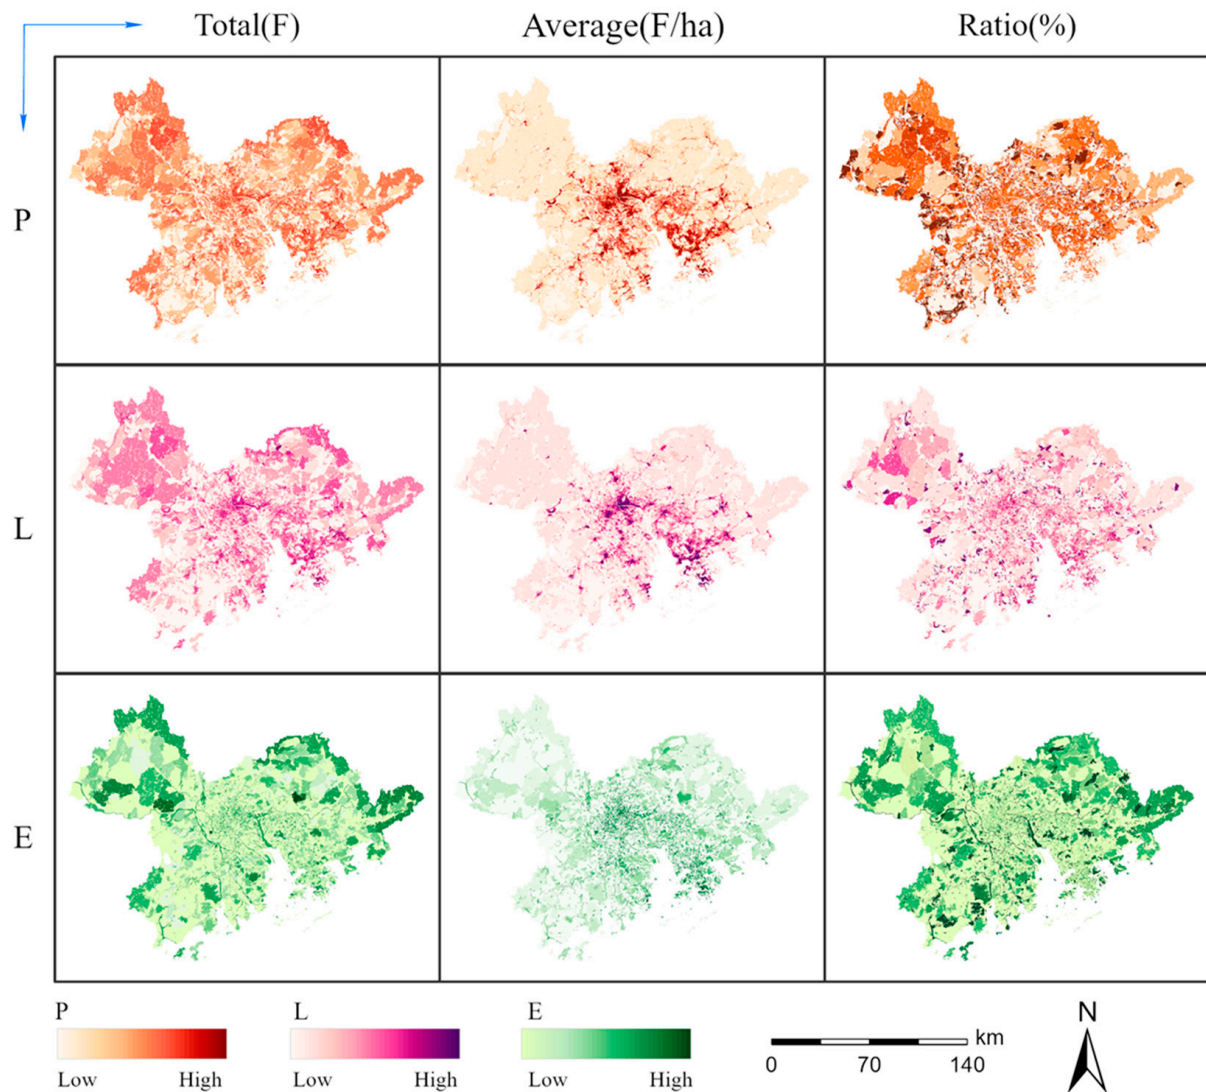 Total(F) Average(F/ha) Ratio(%)
P
L
E
P L E
Low High Low High Low High
0 70 140 km
N